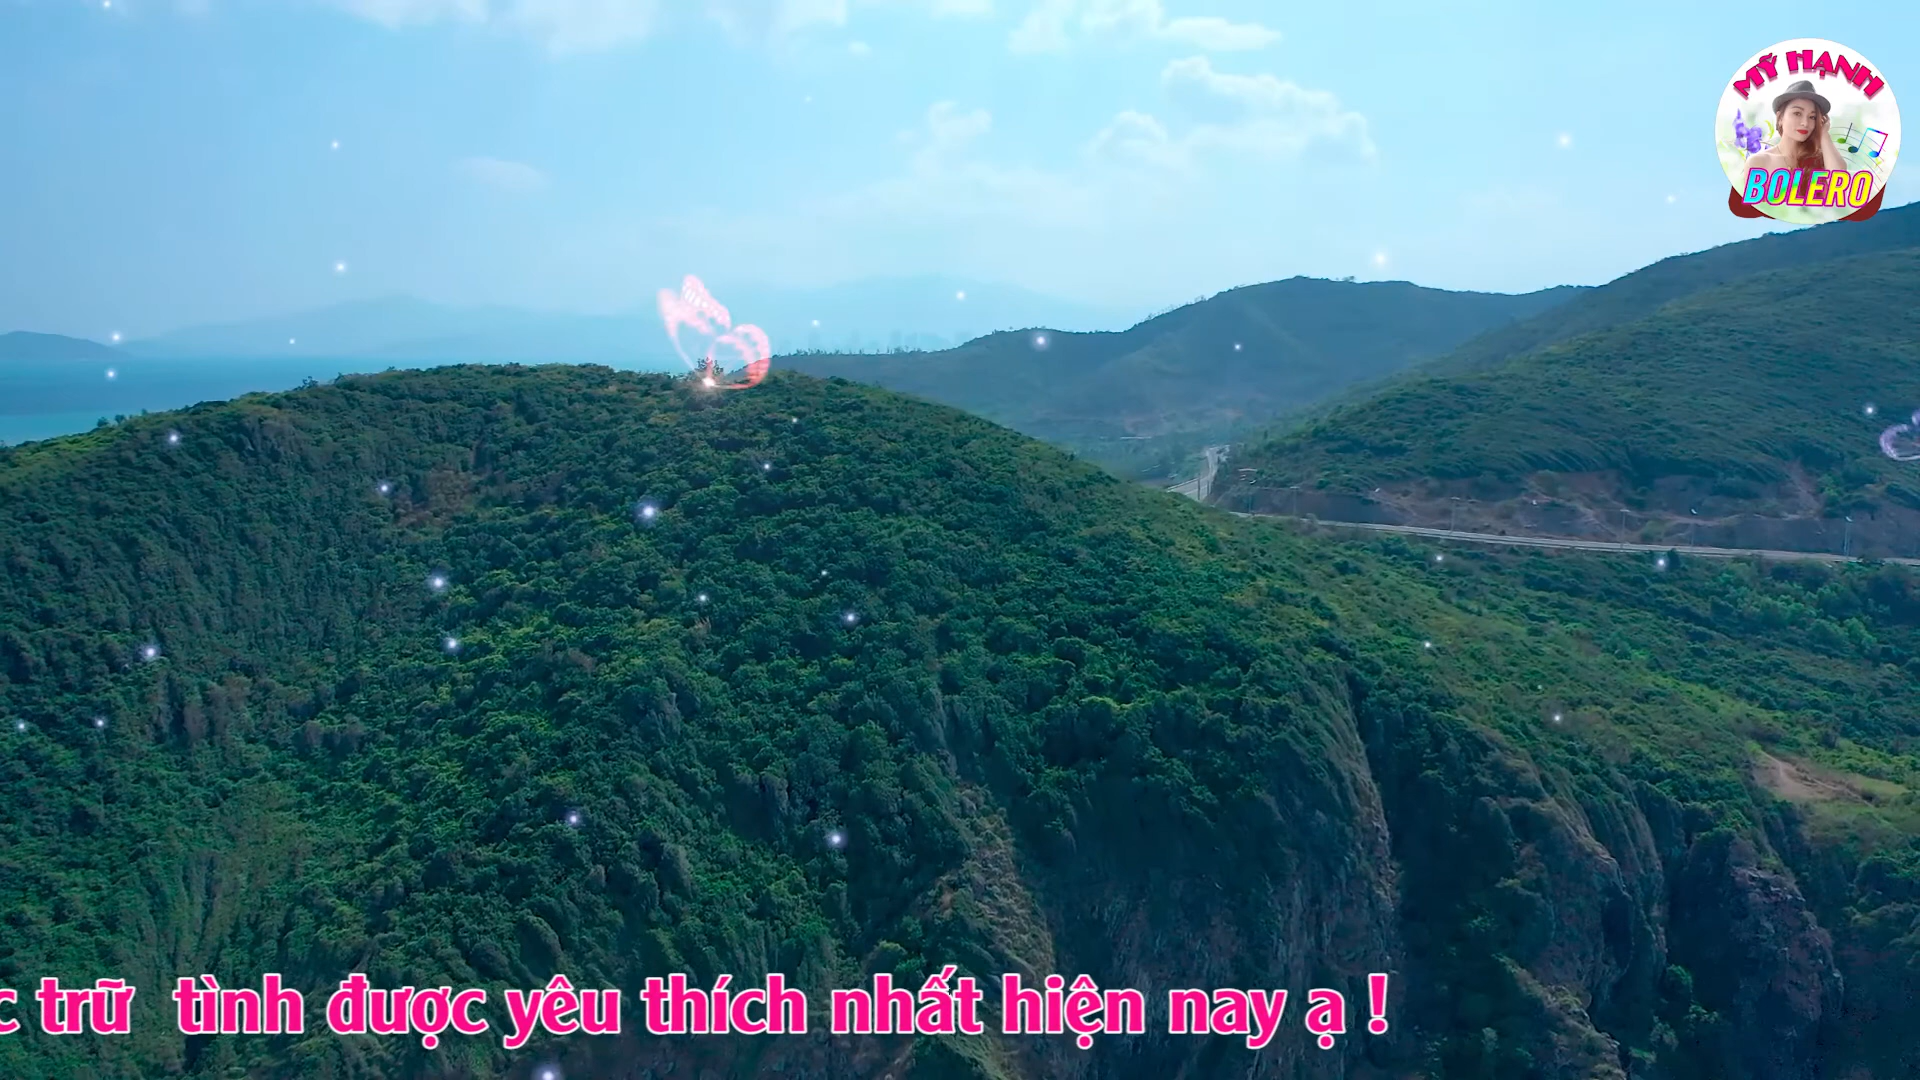 MỸ HẠNH
BOLERO
c trữ tình được yêu thích nhất hiện nay ạ !